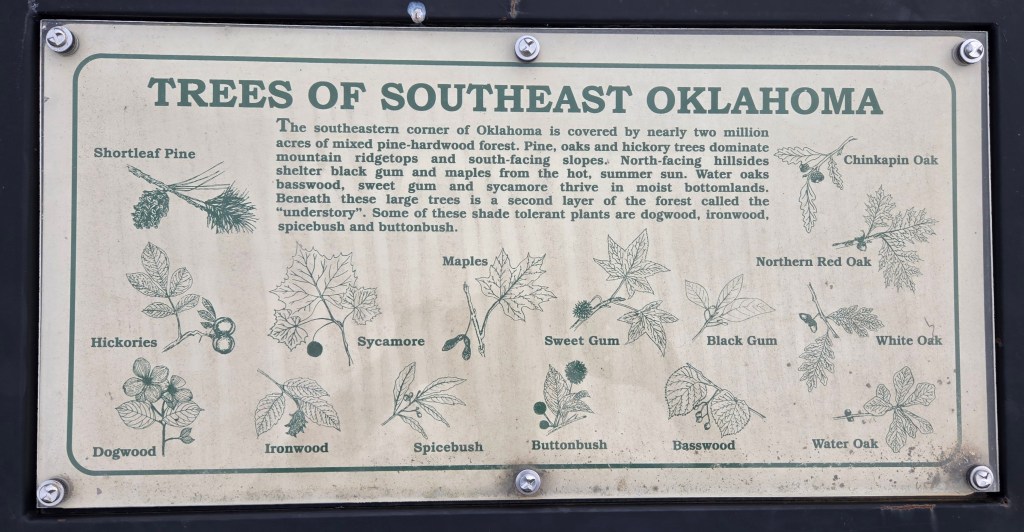 TREES OF SOUTHEAST OKLAHOMA
The southeastern corner of Oklahoma is covered by nearly two million
acres of mixed pine-hardwood forest. Pine, oaks and hickory trees dominate
mountain ridgetops and south-facing slopes. North-facing hillsides
shelter black gum and maples from the hot, summer sun. Water oaks
basswood, sweet gum and sycamore thrive in moist bottomlands.
Beneath these large trees is a second layer of the forest called the
"understory". Some of these shade tolerant plants are dogwood, ironwood,
spicebush and buttonbush.
Shortleaf Pine
Chinkapin Oak
Maples
Northern Red Oak
Hickories
Sycamore
Sweet Gum
Black Gum
White Oak
Dogwood
Ironwood
Spicebush
Buttonbush
Basswood
Water Oak